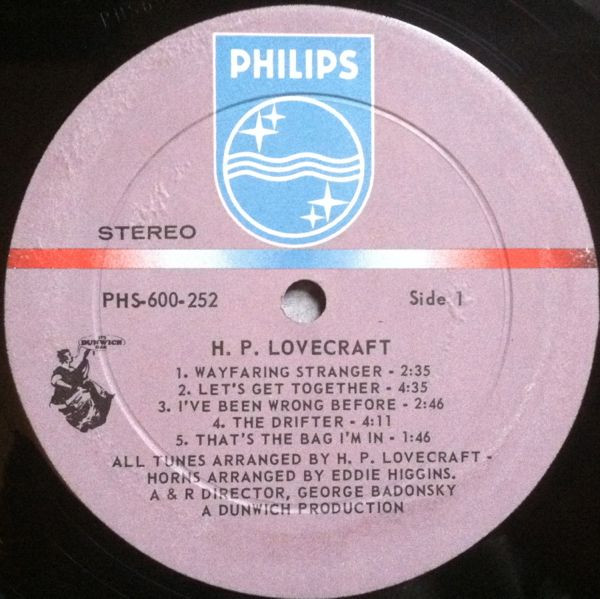 PHILIPS
STEREO
PHS-600-252
Side 1
DUNWICH
H. P. LOVECRAFT
1. WAYFARING STRANGER - 2:35
2. LET'S GET TOGETHER - 4:35
3. I'VE BEEN WRONG BEFORE - 2:46
4. THE DRIFTER - 4:11
5. THAT'S THE BAG I'M IN - 1:46
ALL TUNES ARRANGED BY H. P. LOVECRAFT -
HORNS ARRANGED BY EDDIE HIGGINS.
A & R DIRECTOR, GEORGE BADONSKY
A DUNWICH PRODUCTION